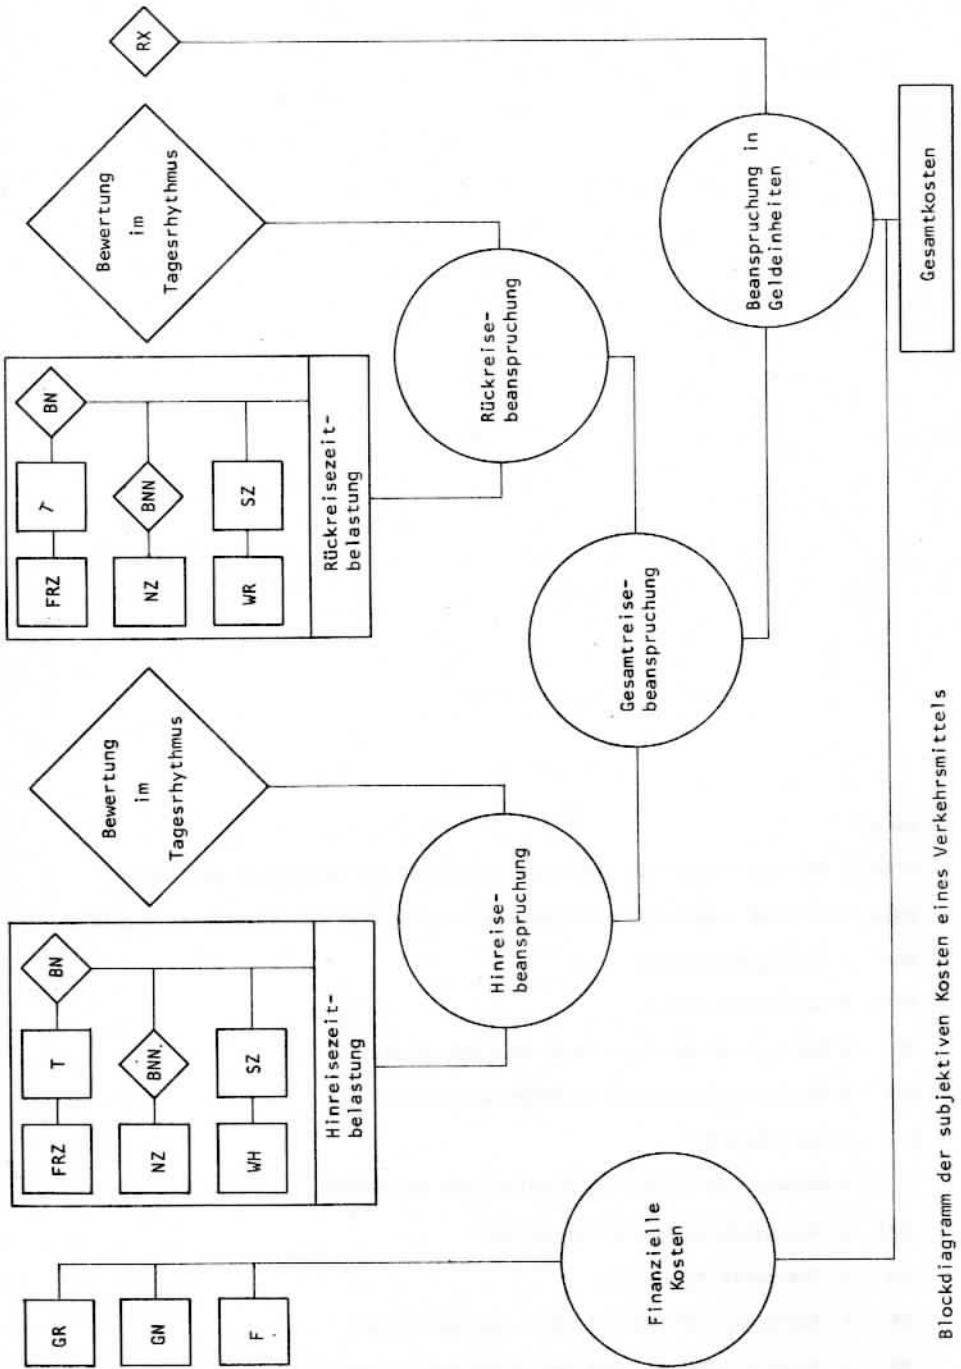 GR
GN
F
Finanzielle
Kosten
FRZ
T
BN
NZ
BNN
WH
SZ
Hinreisezeit-
belastung
Bewertung
im
Tagesrhythmus
Hinreise-
beanspruchung
FRZ
T
BN
NZ
BNN
WR
SZ
Rückreisezeit-
belastung
Bewertung
im
Tagesrhythmus
Rückreise-
beanspruchung
Gesamtreise-
beanspruchung
RX
Beanspruchung in
Geldeinheiten
Gesamtkosten
Blockdiagramm der subjektiven Kosten eines Verkehrsmittels